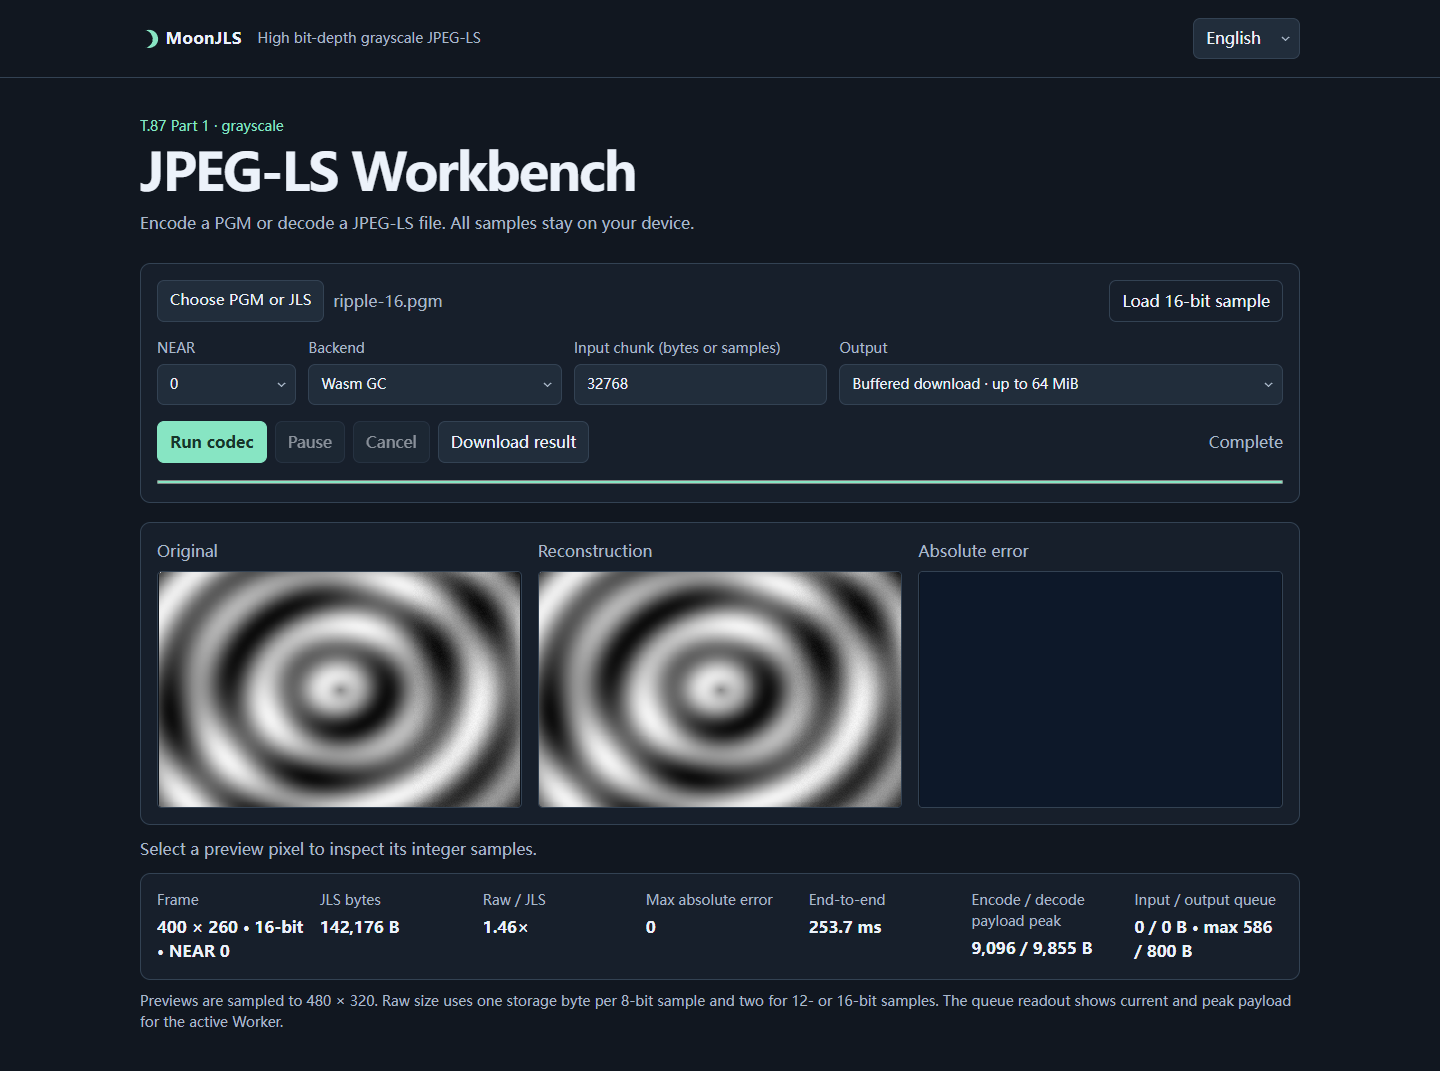 MoonJLS High bit-depth grayscale JPEG-LS English
T.87 Part 1 · grayscale
JPEG-LS Workbench
Encode a PGM or decode a JPEG-LS file. All samples stay on your device.
Choose PGM or JLS ripple-16.pgm Load 16-bit sample
NEAR Backend Input chunk (bytes or samples) Output
0 Wasm GC 32768 Buffered download · up to 64 MiB
Run codec Pause Cancel Download result Complete
Original Reconstruction Absolute error
Select a preview pixel to inspect its integer samples.
Frame
400 × 260 • 16-bit
• NEAR 0
JLS bytes
142,176 B
Raw / JLS
1.46×
Max absolute error
0
End-to-end
253.7 ms
Encode / decode
payload peak
9,096 / 9,855 B
Input / output queue
0 / 0 B • max 586
/ 800 B
Previews are sampled to 480 × 320. Raw size uses one storage byte per 8-bit sample and two for 12- or 16-bit samples. The queue readout shows current and peak payload
for the active Worker.